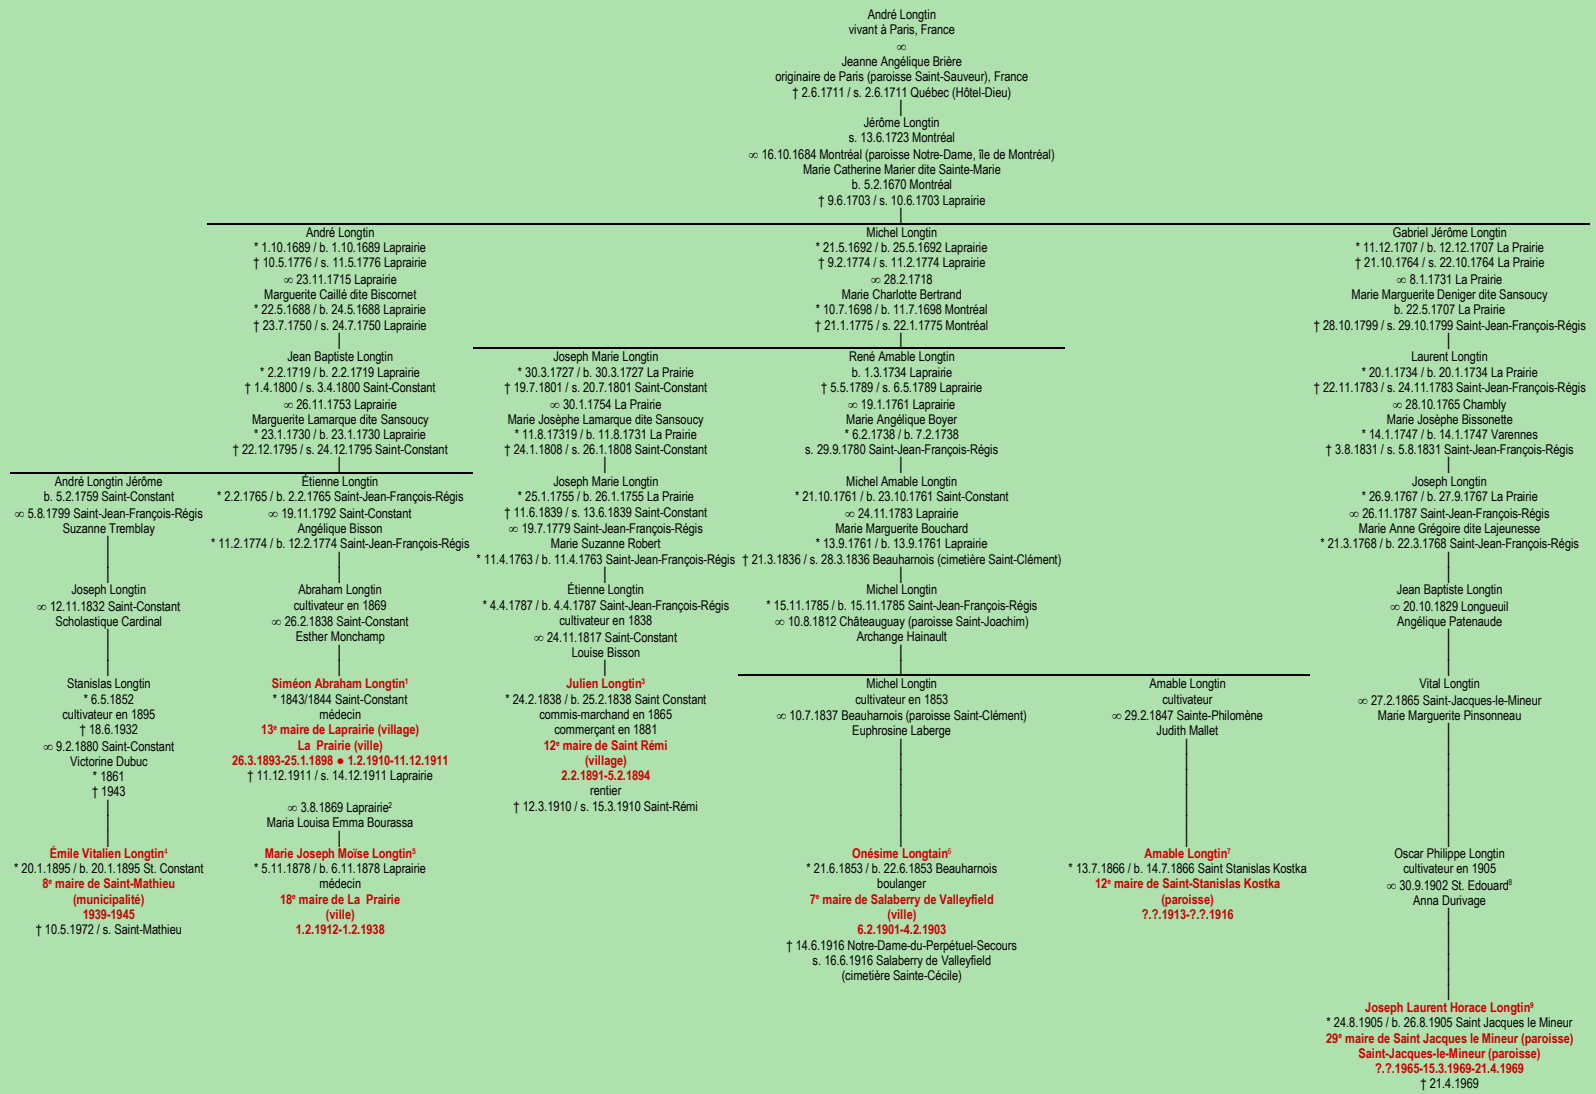 André Longtin
vivant à Paris, France
∞
Jeanne Angélique Brière
originaire de Paris (paroisse Saint-Sauveur), France
† 2.6.1711 / s. 2.6.1711 Québec (Hôtel-Dieu)
Jérôme Longtin
s. 13.6.1723 Montréal
∞ 16.10.1684 Montréal (paroisse Notre-Dame, île de Montréal)
Marie Catherine Marier dite Sainte-Marie
b. 5.2.1670 Montréal
† 9.6.1703 / s. 10.6.1703 Laprairie
André Longtin
* 1.10.1689 / b. 1.10.1689 Laprairie
† 10.5.1776 / s. 11.5.1776 Laprairie
∞ 23.11.1715 Laprairie
Marguerite Caillé dite Biscornet
* 22.5.1688 / b. 24.5.1688 Laprairie
† 23.7.1750 / s. 24.7.1750 Laprairie
Michel Longtin
* 21.5.1692 / b. 25.5.1692 Laprairie
† 9.2.1774 / s. 11.2.1774 Laprairie
∞ 28.2.1718
Marie Charlotte Bertrand
* 10.7.1698 / b. 11.7.1698 Montréal
† 21.1.1775 / s. 22.1.1775 Montréal
Gabriel Jérôme Longtin
* 11.12.1707 / b. 12.12.1707 La Prairie
† 21.10.1764 / s. 22.10.1764 La Prairie
∞ 8.1.1731 La Prairie
Marie Marguerite Deniger dite Sansoucy
b. 22.5.1707 La Prairie
† 28.10.1799 / s. 29.10.1799 Saint-Jean-François-Régis
Jean Baptiste Longtin
* 2.2.1719 / b. 2.2.1719 Laprairie
† 1.4.1800 / s. 3.4.1800 Saint-Constant
∞ 26.11.1753 Laprairie
Marguerite Lamarque dite Sansoucy
* 23.1.1730 / b. 23.1.1730 Laprairie
† 22.12.1795 / s. 24.12.1795 Saint-Constant
Joseph Marie Longtin
* 30.3.1727 / b. 30.3.1727 La Prairie
† 19.7.1801 / s. 20.7.1801 Saint-Constant
∞ 30.1.1754 La Prairie
Marie Josèphe Lamarque dite Sansoucy
* 11.8.17319 / b. 11.8.1731 La Prairie
† 24.1.1808 / s. 26.1.1808 Saint-Constant
René Amable Longtin
b. 1.3.1734 Laprairie
† 5.5.1789 / s. 6.5.1789 Laprairie
∞ 19.1.1761 Laprairie
Marie Angélique Boyer
* 6.2.1738 / b. 7.2.1738
s. 29.9.1780 Saint-Jean-François-Régis
Laurent Longtin
* 20.1.1734 / b. 20.1.1734 La Prairie
† 22.11.1783 / s. 24.11.1783 Saint-Jean-François-Régis
∞ 28.10.1765 Chambly
Marie Josèphe Bissonette
* 14.1.1747 / b. 14.1.1747 Varennes
† 3.8.1831 / s. 5.8.1831 Saint-Jean-François-Régis
André Longtin Jérôme
b. 5.2.1759 Saint-Constant
∞ 5.8.1799 Saint-Jean-François-Régis
Suzanne Tremblay
Étienne Longtin
* 2.2.1765 / b. 2.2.1765 Saint-Jean-François-Régis
∞ 19.11.1792 Saint-Constant
Angélique Bisson
* 11.2.1774 / b. 12.2.1774 Saint-Jean-François-Régis
Joseph Marie Longtin
* 25.1.1755 / b. 26.1.1755 La Prairie
† 11.6.1839 / s. 13.6.1839 Saint-Constant
∞ 19.7.1779 Saint-Jean-François-Régis
Marie Suzanne Robert
* 11.4.1763 / b. 11.4.1763 Saint-Jean-François-Régis
Michel Amable Longtin
* 21.10.1761 / b. 23.10.1761 Saint-Constant
∞ 24.11.1783 Laprairie
Marie Marguerite Bouchard
* 13.9.1761 / b. 13.9.1761 Laprairie
† 21.3.1836 / s. 28.3.1836 Beauharnois (cimetière Saint-Clément)
Joseph Longtin
* 26.9.1767 / b. 27.9.1767 La Prairie
∞ 26.11.1787 Saint-Jean-François-Régis
Marie Anne Grégoire dite Lajeunesse
* 21.3.1768 / b. 22.3.1768 Saint-Jean-François-Régis
Joseph Longtin
∞ 12.11.1832 Saint-Constant
Scholastique Cardinal
Abraham Longtin
cultivateur en 1869
∞ 26.2.1838 Saint-Constant
Esther Monchamp
Étienne Longtin
* 4.4.1787 / b. 4.4.1787 Saint-Jean-François-Régis
cultivateur en 1838
∞ 24.11.1817 Saint-Constant
Louise Bisson
Michel Longtin
* 15.11.1785 / b. 15.11.1785 Saint-Jean-François-Régis
∞ 10.8.1812 Châteauguay (paroisse Saint-Joachim)
Archange Hainault
Jean Baptiste Longtin
∞ 20.10.1829 Longueuil
Angélique Patenaude
Stanislas Longtin
* 6.5.1852
cultivateur en 1895
† 18.6.1932
∞ 9.2.1880 Saint-Constant
Victorine Dubuc
* 1861
† 1943
Siméon Abraham Longtin¹
* 1843/1844 Saint-Constant
médecin
13ᵉ maire de Laprairie (village)
La Prairie (ville)
26.3.1893-25.1.1898 ● 1.2.1910-11.12.1911
† 11.12.1911 / s. 14.12.1911 Laprairie
∞ 3.8.1869 Laprairie²
Maria Louisa Emma Bourassa
Julien Longtin³
* 24.2.1838 / b. 25.2.1838 Saint Constant
commis-marchand en 1865
commerçant en 1881
12ᵉ maire de Saint Rémi
(village)
2.2.1891-5.2.1894
rentier
† 12.3.1910 / s. 15.3.1910 Saint-Rémi
Michel Longtin
cultivateur en 1853
∞ 10.7.1837 Beauharnois (paroisse Saint-Clément)
Euphrosine Laberge
Amable Longtin
cultivateur
∞ 29.2.1847 Sainte-Philomène
Judith Mallet
Vital Longtin
∞ 27.2.1865 Saint-Jacques-le-Mineur
Marie Marguerite Pinsonneau
Émile Vitalien Longtin⁴
* 20.1.1895 / b. 20.1.1895 St. Constant
8ᵉ maire de Saint-Mathieu
(municipalité)
1939-1945
† 10.5.1972 / s. Saint-Mathieu
Marie Joseph Moïse Longtin⁵
* 5.11.1878 / b. 6.11.1878 Laprairie
médecin
18ᵉ maire de La Prairie
(ville)
1.2.1912-1.2.1938
Onésime Longtain⁶
* 21.6.1853 / b. 22.6.1853 Beauharnois
boulanger
7ᵉ maire de Salaberry de Valleyfield
(ville)
6.2.1901-4.2.1903
† 14.6.1916 Notre-Dame-du-Perpétuel-Secours
s. 16.6.1916 Salaberry de Valleyfield
(cimetière Sainte-Cécile)
Amable Longtin⁷
* 13.7.1866 / b. 14.7.1866 Saint Stanislas Kostka
12ᵉ maire de Saint-Stanislas Kostka
(paroisse)
?.?.1913-?.?.1916
Oscar Philippe Longtin
cultivateur en 1905
∞ 30.9.1902 St. Edouard⁸
Anna Durivage
Joseph Laurent Horace Longtin⁹
* 24.8.1905 / b. 26.8.1905 Saint Jacques le Mineur
29ᵉ maire de Saint Jacques le Mineur (paroisse)
Saint-Jacques-le-Mineur (paroisse)
?.?.1965-15.3.1969-21.4.1969
† 21.4.1969